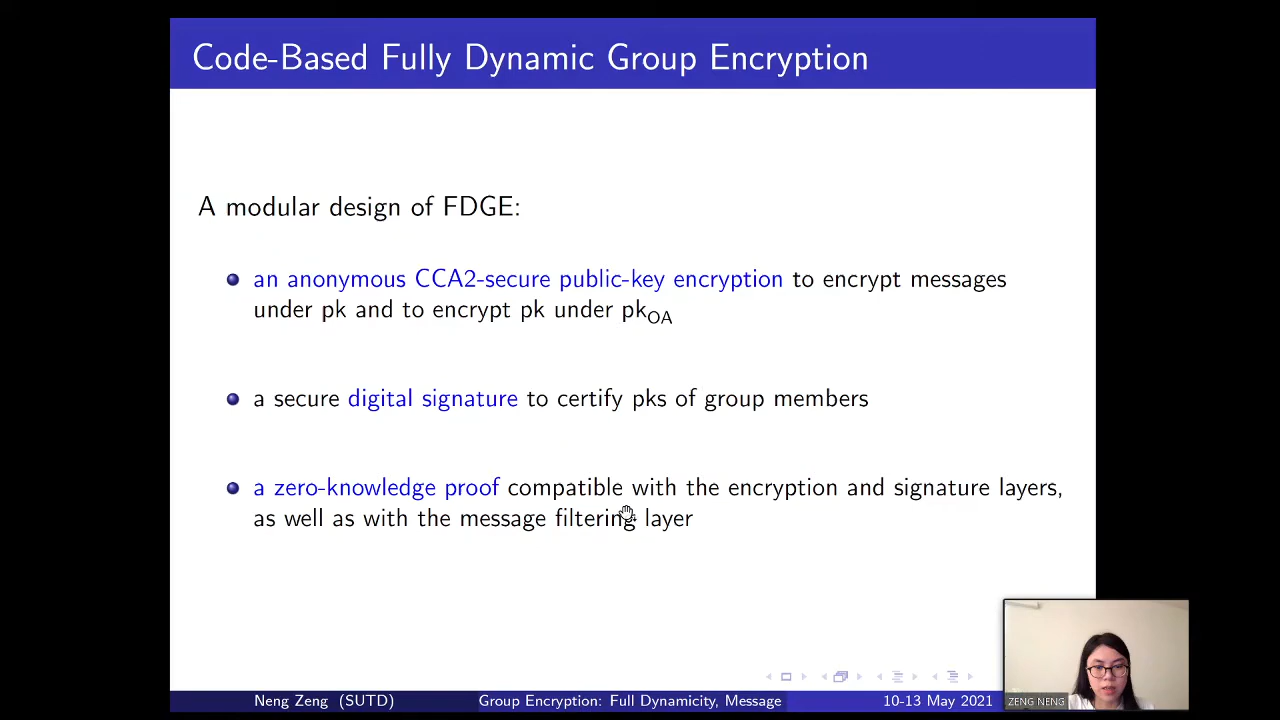 Code-Based Fully Dynamic Group Encryption
A modular design of FDGE:
an anonymous CCA2-secure public-key encryption to encrypt messages
under pk and to encrypt pk under pkOA
a secure digital signature to certify pks of group members
a zero-knowledge proof compatible with the encryption and signature layers,
as well as with the message filtering layer
Neng Zeng (SUTD) Group Encryption: Full Dynamicity, Message 10-13 May 2021
ZENG NENG